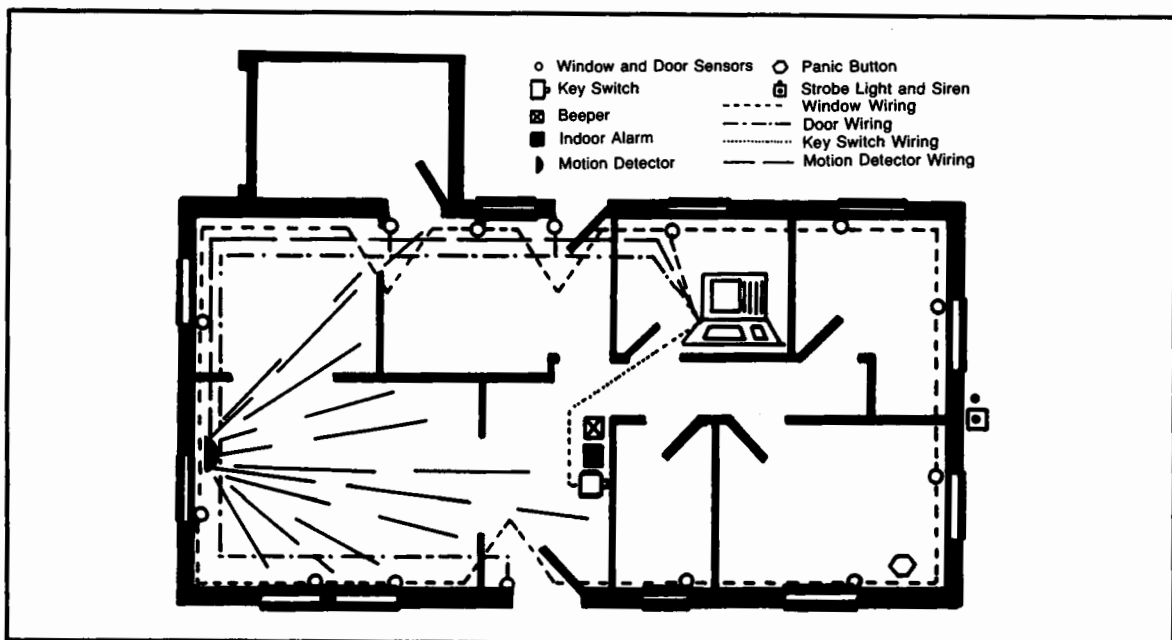 Window and Door Sensors
Key Switch
Beeper
Indoor Alarm
Motion Detector
Panic Button
Strobe Light and Siren
Window Wiring
Door Wiring
Key Switch Wiring
Motion Detector Wiring